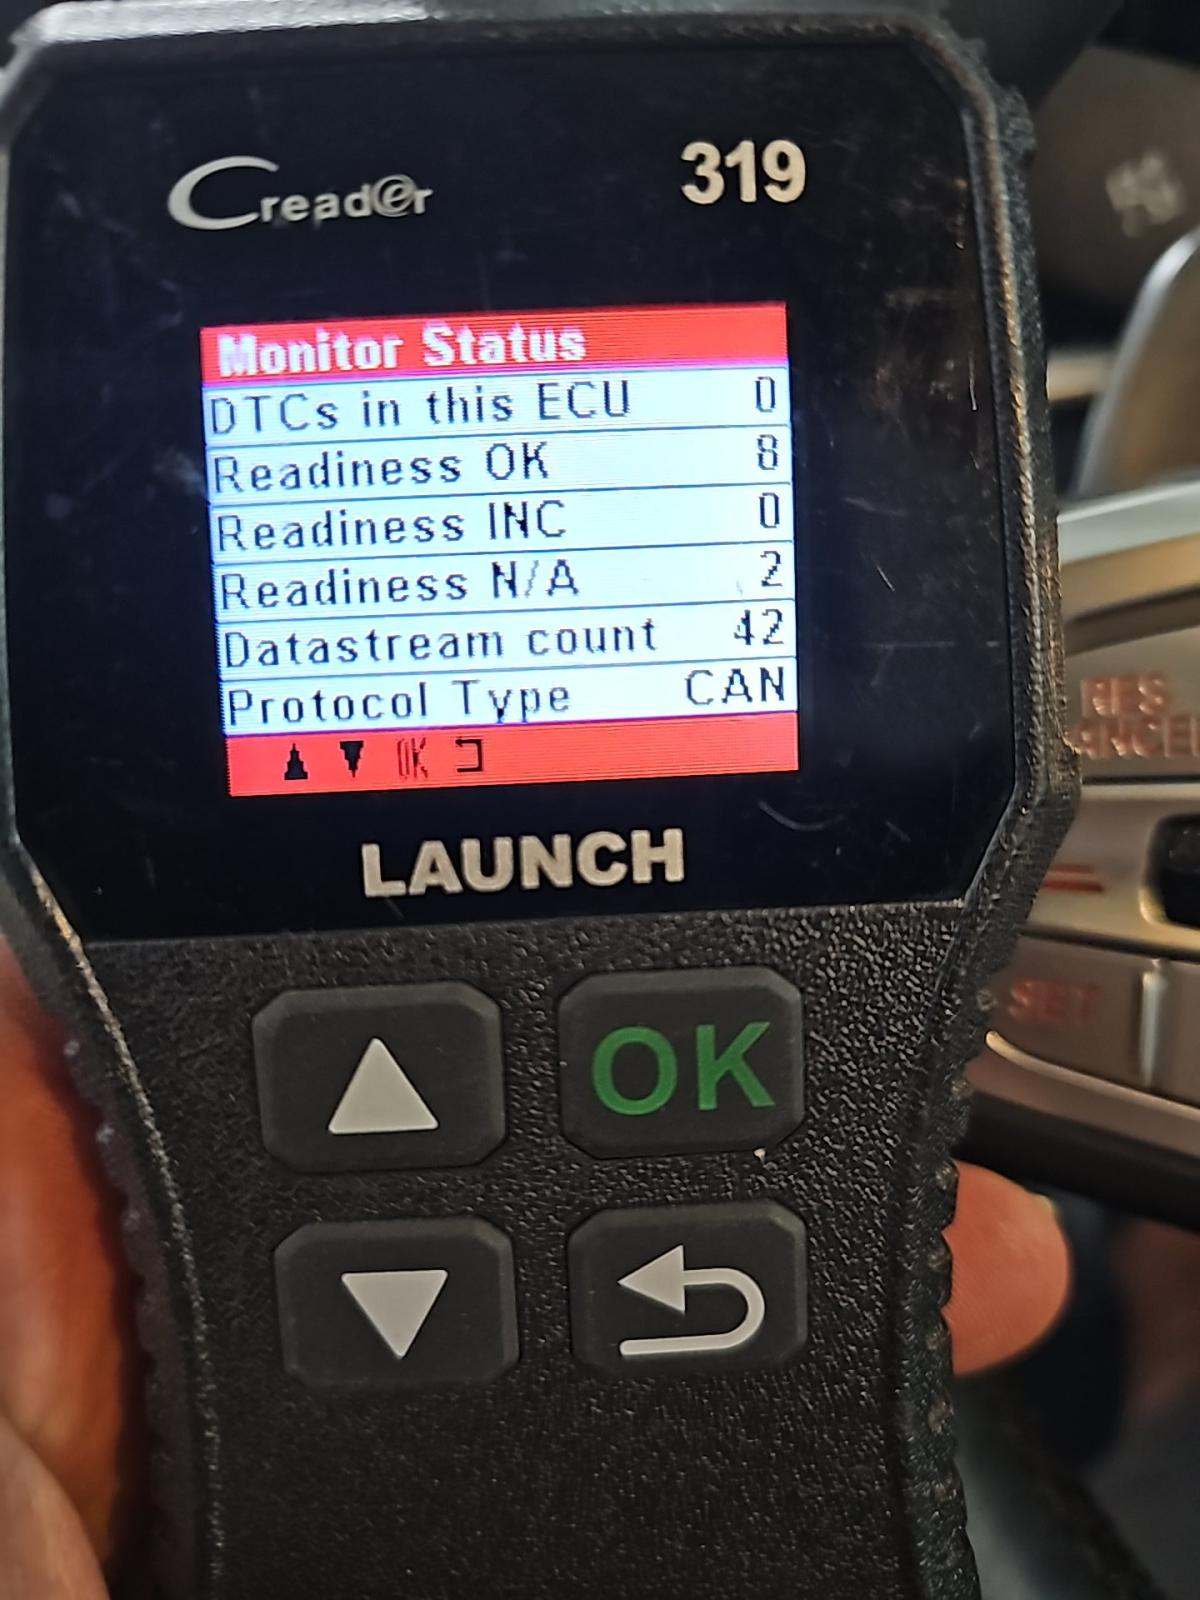 Creader 319
Monitor Status
DTCs in this ECU 0
Readiness OK 8
Readiness INC 0
Readiness N/A 2
Datastream count 42
Protocol Type CAN
OK
LAUNCH
OK
RES
SET